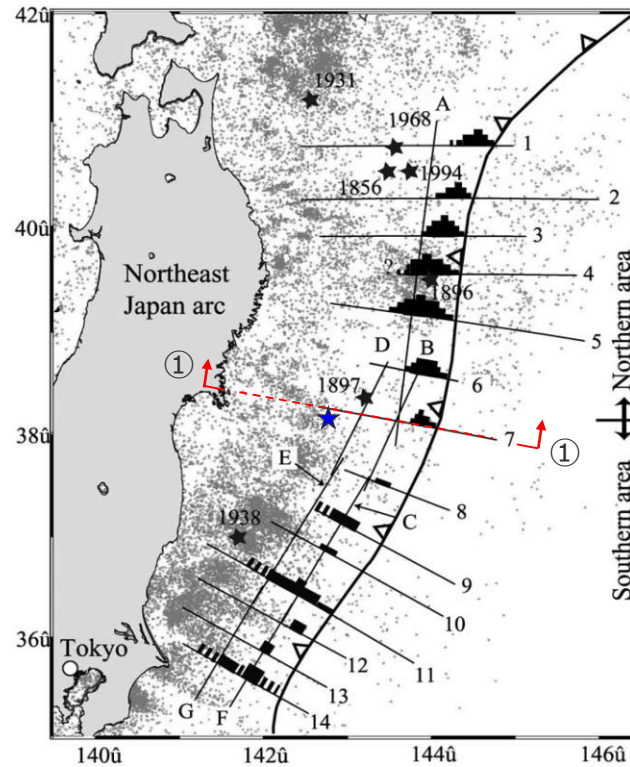 42û
40û
38û
36û
140û
142û
144û
146û
1931
1968
1994
1856
1896
1897
1938
A
B
C
D
E
F
G
?
1
2
3
4
5
6
7
8
9
10
11
12
13
14
Northeast
Japan arc
Tokyo
①
①
Southern area
Northern area